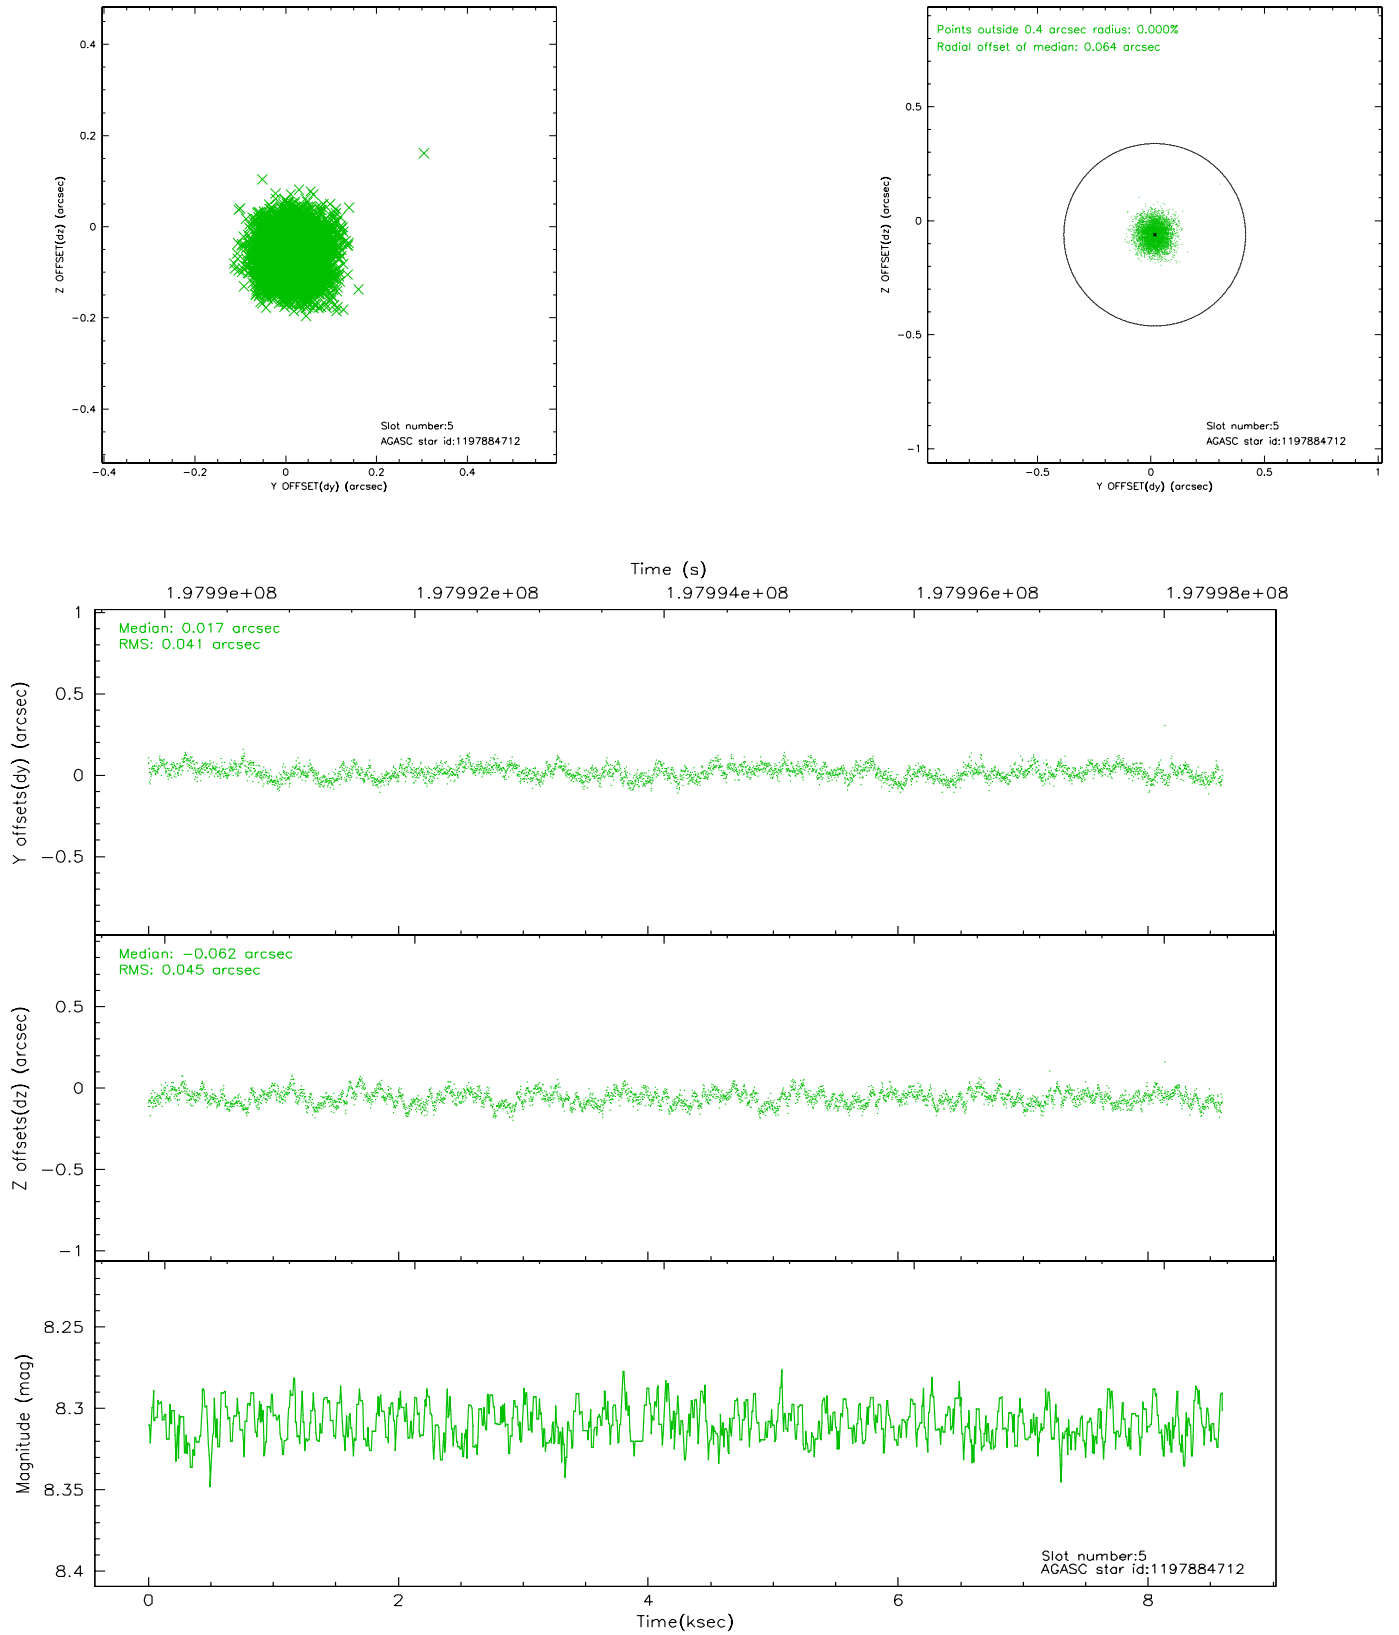 0.4
0.2
0
−0.2
−0.4
Z OFFSET(dz) (arcsec)
Slot number:5
AGASC star id:1197884712
−0.4 −0.2 0 0.2 0.4
Y OFFSET(dy) (arcsec)
Points outside 0.4 arcsec radius: 0.000%
Radial offset of median: 0.064 arcsec
0.5
0
−0.5
−1
Z OFFSET(dz) (arcsec)
Slot number:5
AGASC star id:1197884712
−0.5 0 0.5 1
Y OFFSET(dy) (arcsec)
Time (s)
1.9799e+08 1.97992e+08 1.97994e+08 1.97996e+08 1.97998e+08
Median: 0.017 arcsec
RMS: 0.041 arcsec
1
0.5
0
−0.5
Y offsets(dy) (arcsec)
Median: −0.062 arcsec
RMS: 0.045 arcsec
0.5
0
−0.5
−1
Z offsets(dz) (arcsec)
8.25
8.3
8.35
8.4
Magnitude (mag)
Slot number:5
AGASC star id:1197884712
0 2 4 6 8
Time(ksec)